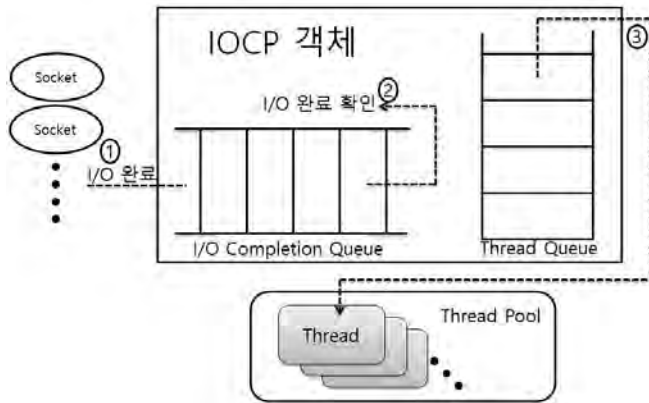 IOCP 객체
③
Socket
Socket
②
I/O 완료 확인
①
I/O 완료
I/O Completion Queue
Thread Queue
Thread Pool
Thread